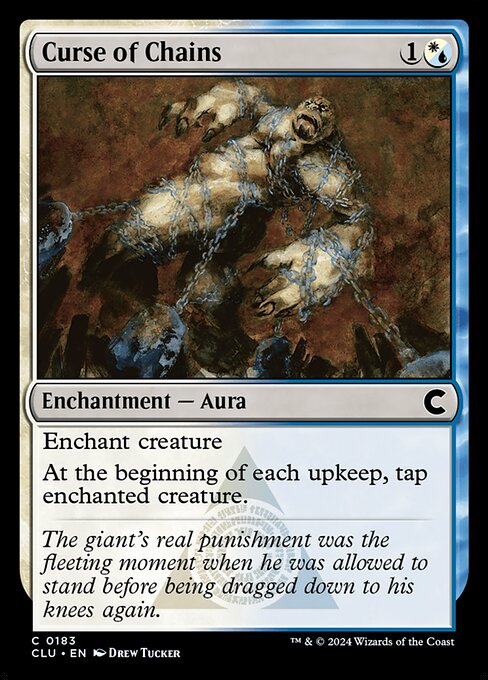 Curse of Chains 1
Enchantment — Aura
Enchant creature
At the beginning of each upkeep, tap
enchanted creature.
The giant's real punishment was the
fleeting moment when he was allowed to
stand before being dragged down to his
knees again.
C 0183
CLU • EN DREW TUCKER
™ & © 2024 Wizards of the Coast